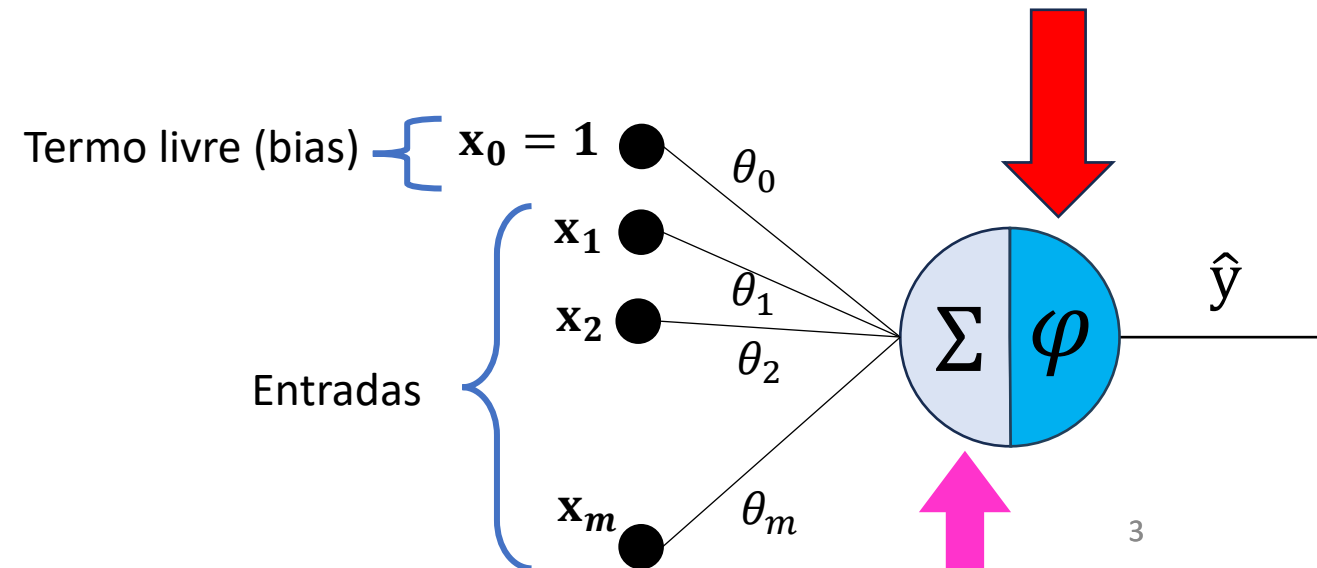 Termo livre (bias)
x₀ = 1
θ₀
x₁
θ₁
x₂
θ₂
Entradas
xₘ
θₘ
Σ
φ
ŷ
3